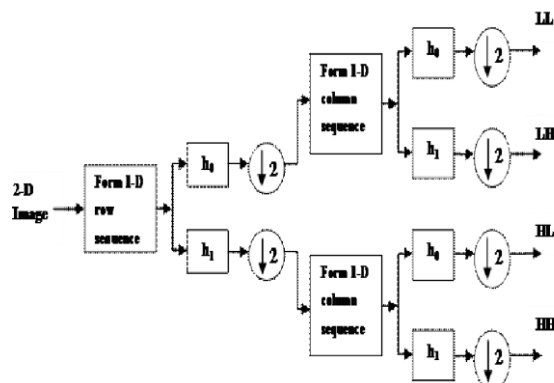 2-D
Image
Form 1-D
row
sequence
h0
↓ 2
h1
↓ 2
Form 1-D
column
sequence
Form 1-D
column
sequence
h0
↓ 2
LL
h1
↓ 2
LH
h0
↓ 2
HL
h1
↓ 2
HH